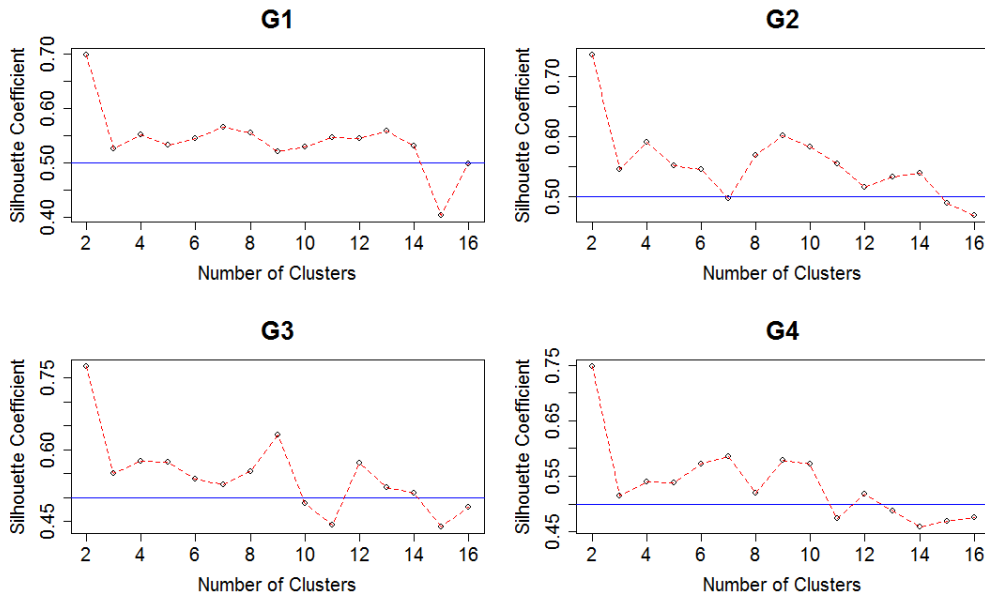 G1
Silhouette Coefficient
0.70
0.60
0.50
0.40
2 4 6 8 10 12 14 16
Number of Clusters
G2
Silhouette Coefficient
0.70
0.60
0.50
2 4 6 8 10 12 14 16
Number of Clusters
G3
Silhouette Coefficient
0.75
0.60
0.45
2 4 6 8 10 12 14 16
Number of Clusters
G4
Silhouette Coefficient
0.75
0.65
0.55
0.45
2 4 6 8 10 12 14 16
Number of Clusters